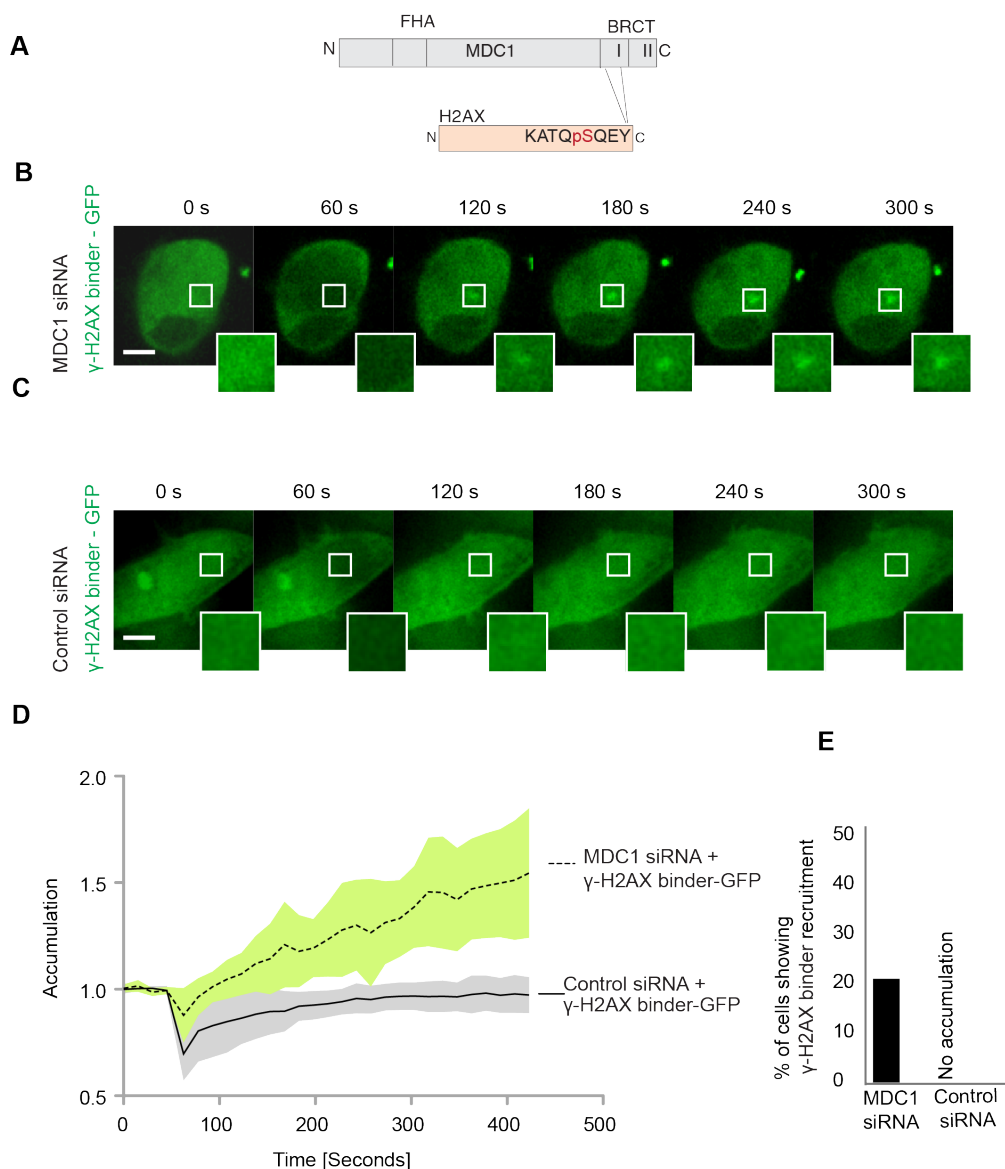 A
FHA
BRCT
N
MDC1
I
II
C
H2AX
N
KATQpSQEY
C
B
0 s
60 s
120 s
180 s
240 s
300 s
MDC1 siRNA
γ-H2AX binder - GFP
C
0 s
60 s
120 s
180 s
240 s
300 s
Control siRNA
γ-H2AX binder - GFP
D
2.0
1.5
1.0
0.5
Accumulation
0
100
200
300
400
500
Time [Seconds]
MDC1 siRNA +
γ-H2AX binder-GFP
Control siRNA +
γ-H2AX binder-GFP
E
% of cells showing
γ-H2AX binder recruitment
50
40
30
20
10
0
No accumulation
MDC1
siRNA
Control
siRNA